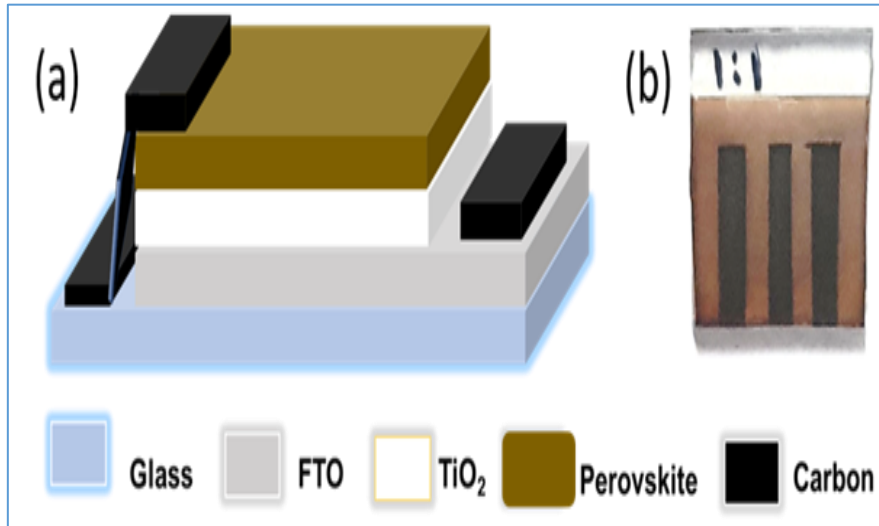 (a)
(b)
1:1
Glass
FTO
TiO₂
Perovskite
Carbon